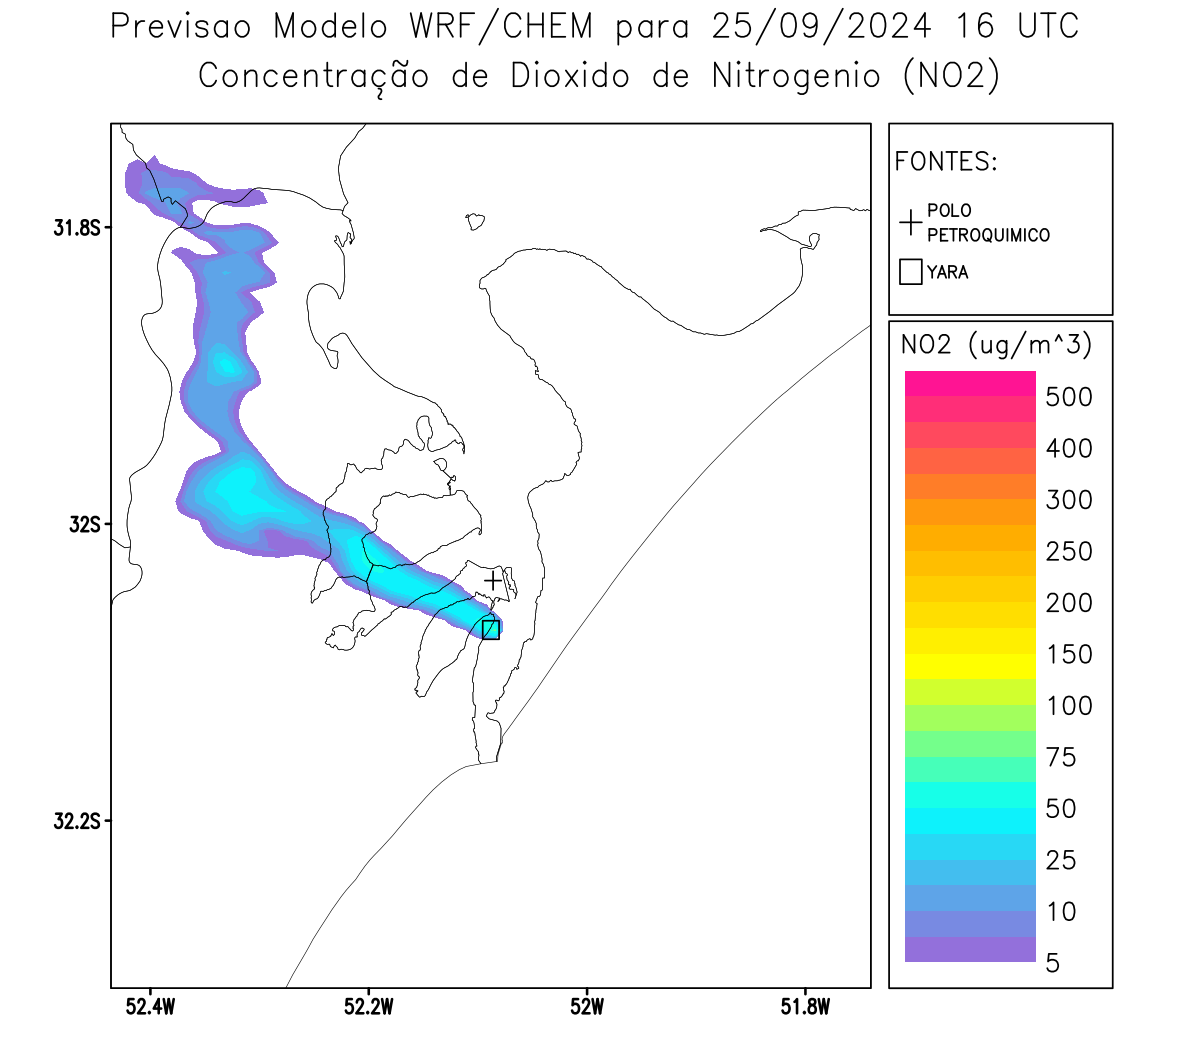 Previsao Modelo WRF/CHEM para 25/09/2024 16 UTC
Concentração de Dioxido de Nitrogenio (NO2)
FONTES:
POLO
PETROQUIMICO
YARA
NO2 (ug/m^3)
500
400
300
250
200
150
100
75
50
25
10
5
31.8S
32S
32.2S
52.4W
52.2W
52W
51.8W